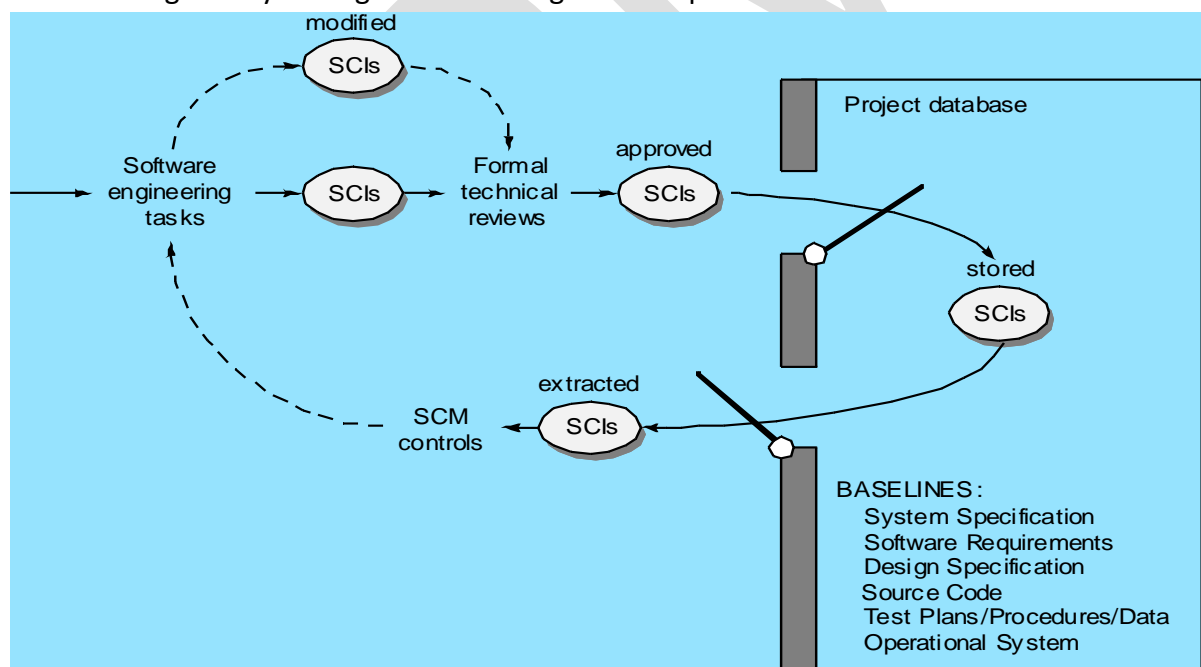 modified
SCIs
Project database
approved
Software
engineering
tasks
SCIs
Formal
technical
reviews
SCIs
stored
SCIs
extracted
SCIs
SCM
controls
BASELINES:
System Specification
Software Requirements
Design Specification
Source Code
Test Plans/Procedures/Data
Operational System